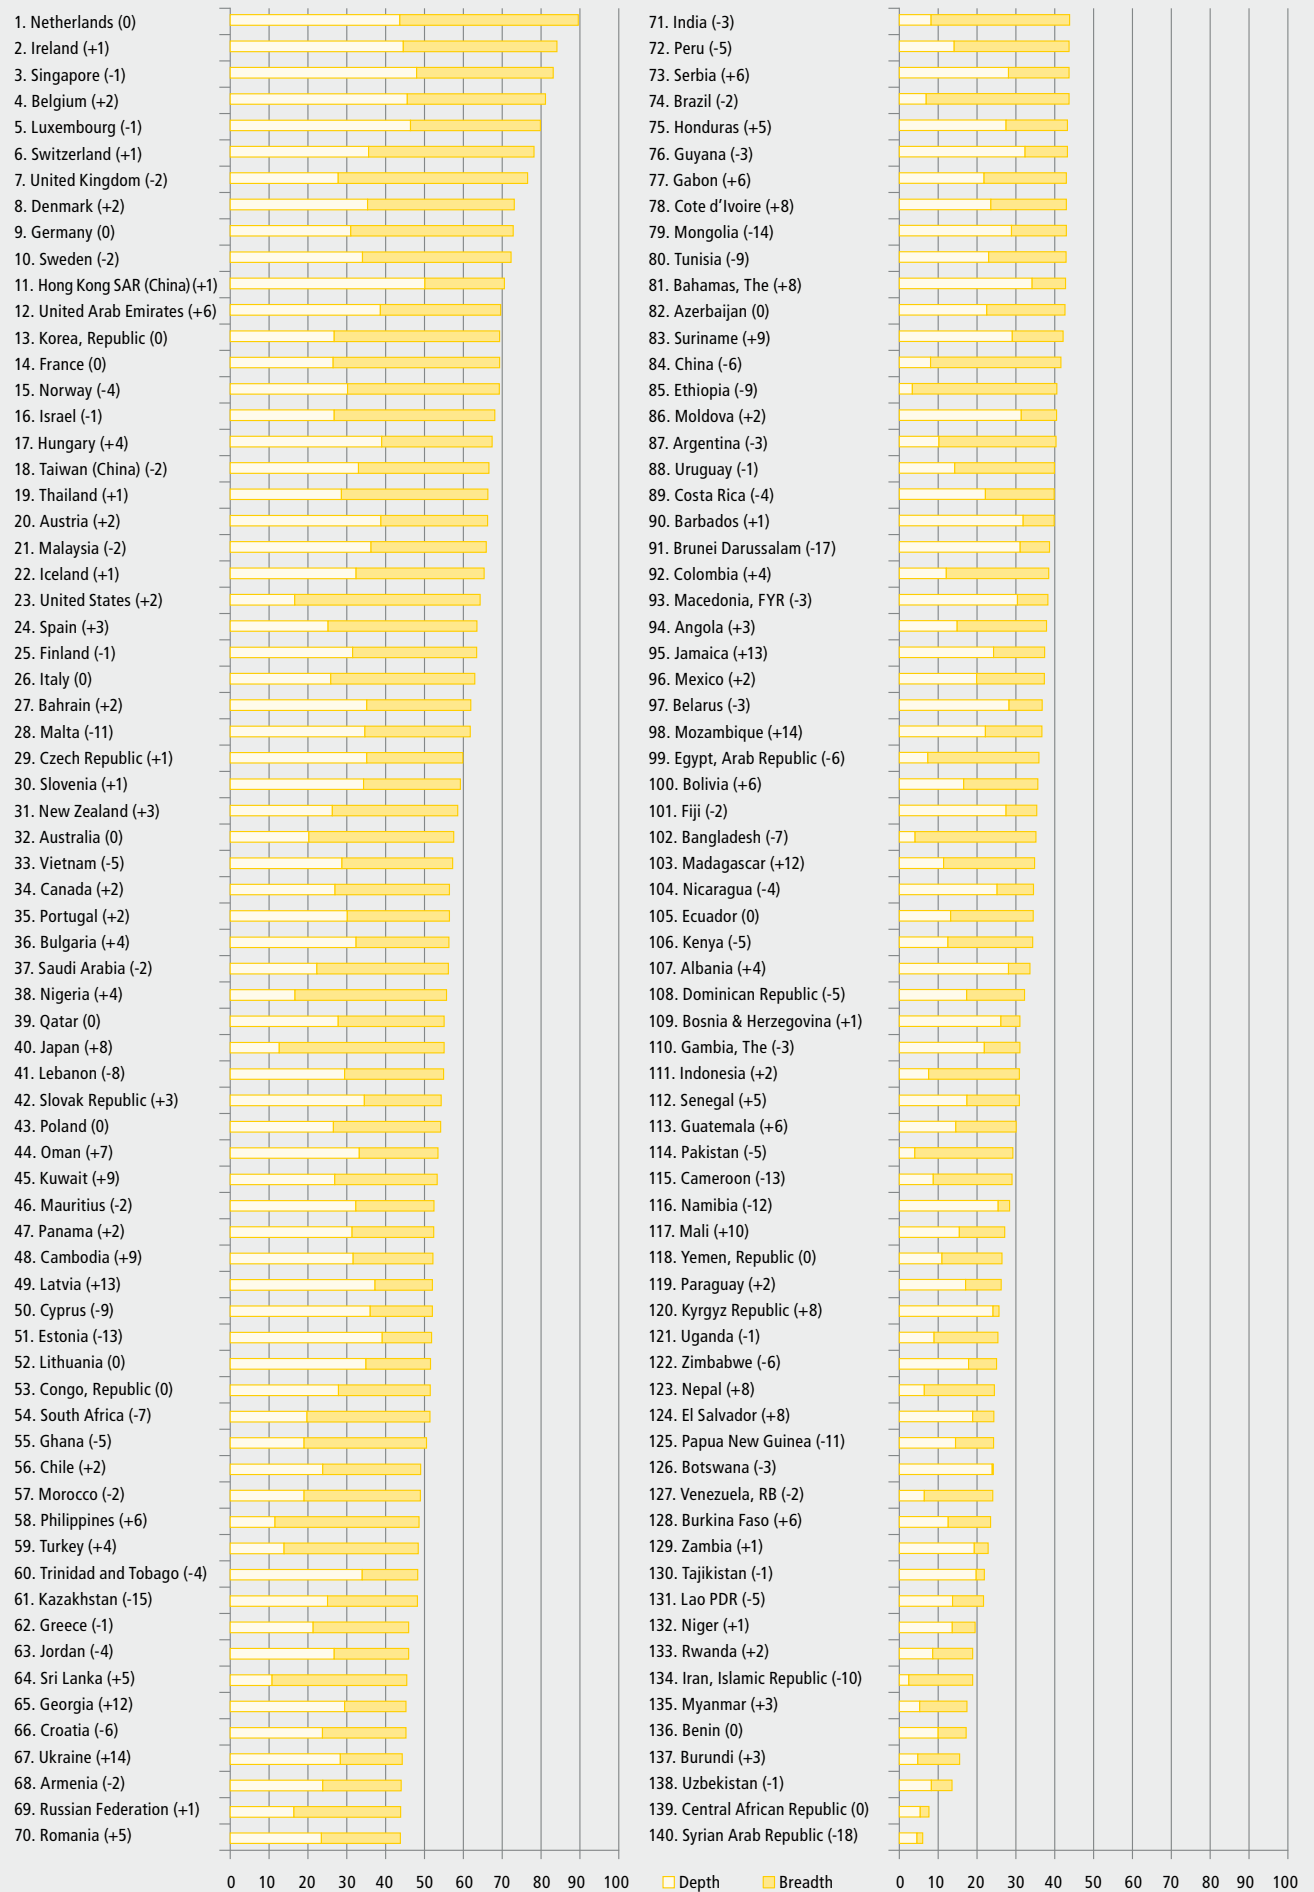 1. Netherlands (0)
2. Ireland (+1)
3. Singapore (-1)
4. Belgium (+2)
5. Luxembourg (-1)
6. Switzerland (+1)
7. United Kingdom (-2)
8. Denmark (+2)
9. Germany (0)
10. Sweden (-2)
11. Hong Kong SAR (China) (+1)
12. United Arab Emirates (+6)
13. Korea, Republic (0)
14. France (0)
15. Norway (-4)
16. Israel (-1)
17. Hungary (+4)
18. Taiwan (China) (-2)
19. Thailand (+1)
20. Austria (+2)
21. Malaysia (-2)
22. Iceland (+1)
23. United States (+2)
24. Spain (+3)
25. Finland (-1)
26. Italy (0)
27. Bahrain (+2)
28. Malta (-11)
29. Czech Republic (+1)
30. Slovenia (+1)
31. New Zealand (+3)
32. Australia (0)
33. Vietnam (-5)
34. Canada (+2)
35. Portugal (+2)
36. Bulgaria (+4)
37. Saudi Arabia (-2)
38. Nigeria (+4)
39. Qatar (0)
40. Japan (+8)
41. Lebanon (-8)
42. Slovak Republic (+3)
43. Poland (0)
44. Oman (+7)
45. Kuwait (+9)
46. Mauritius (-2)
47. Panama (+2)
48. Cambodia (+9)
49. Latvia (+13)
50. Cyprus (-9)
51. Estonia (-13)
52. Lithuania (0)
53. Congo, Republic (0)
54. South Africa (-7)
55. Ghana (-5)
56. Chile (+2)
57. Morocco (-2)
58. Philippines (+6)
59. Turkey (+4)
60. Trinidad and Tobago (-4)
61. Kazakhstan (-15)
62. Greece (-1)
63. Jordan (-4)
64. Sri Lanka (+5)
65. Georgia (+12)
66. Croatia (-6)
67. Ukraine (+14)
68. Armenia (-2)
69. Russian Federation (+1)
70. Romania (+5)
0 10 20 30 40 50 60 70 80 90 100
71. India (-3)
72. Peru (-5)
73. Serbia (+6)
74. Brazil (-2)
75. Honduras (+5)
76. Guyana (-3)
77. Gabon (+6)
78. Cote d'Ivoire (+8)
79. Mongolia (-14)
80. Tunisia (-9)
81. Bahamas, The (+8)
82. Azerbaijan (0)
83. Suriname (+9)
84. China (-6)
85. Ethiopia (-9)
86. Moldova (+2)
87. Argentina (-3)
88. Uruguay (-1)
89. Costa Rica (-4)
90. Barbados (+1)
91. Brunei Darussalam (-17)
92. Colombia (+4)
93. Macedonia, FYR (-3)
94. Angola (+3)
95. Jamaica (+13)
96. Mexico (+2)
97. Belarus (-3)
98. Mozambique (+14)
99. Egypt, Arab Republic (-6)
100. Bolivia (+6)
101. Fiji (-2)
102. Bangladesh (-7)
103. Madagascar (+12)
104. Nicaragua (-4)
105. Ecuador (0)
106. Kenya (-5)
107. Albania (+4)
108. Dominican Republic (-5)
109. Bosnia & Herzegovina (+1)
110. Gambia, The (-3)
111. Indonesia (+2)
112. Senegal (+5)
113. Guatemala (+6)
114. Pakistan (-5)
115. Cameroon (-13)
116. Namibia (-12)
117. Mali (+10)
118. Yemen, Republic (0)
119. Paraguay (+2)
120. Kyrgyz Republic (+8)
121. Uganda (-1)
122. Zimbabwe (-6)
123. Nepal (+8)
124. El Salvador (+8)
125. Papua New Guinea (-11)
126. Botswana (-3)
127. Venezuela, RB (-2)
128. Burkina Faso (+6)
129. Zambia (+1)
130. Tajikistan (-1)
131. Lao PDR (-5)
132. Niger (+1)
133. Rwanda (+2)
134. Iran, Islamic Republic (-10)
135. Myanmar (+3)
136. Benin (0)
137. Burundi (+3)
138. Uzbekistan (-1)
139. Central African Republic (0)
140. Syrian Arab Republic (-18)
Depth Breadth
0 10 20 30 40 50 60 70 80 90 100